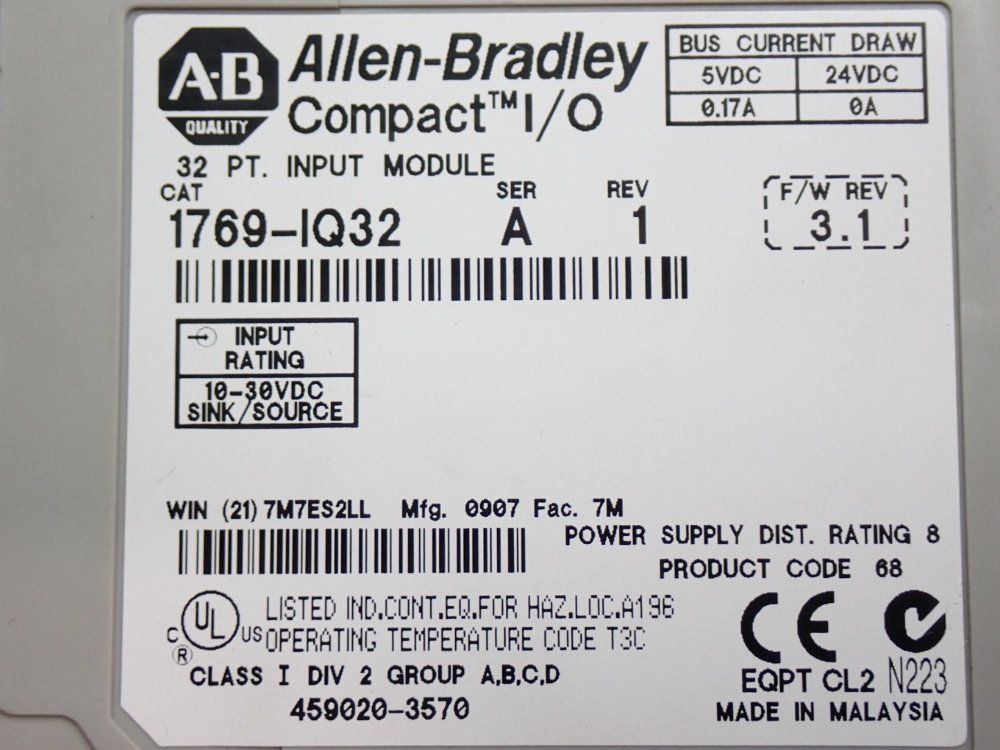 A-B
QUALITY
Allen-Bradley
Compact™ I/O
BUS CURRENT DRAW
5VDC 24VDC
0.17A 0A
32 PT. INPUT MODULE
CAT SER REV
1769-IQ32 A 1
F/W REV
3.1
INPUT
RATING
10-30VDC
SINK/SOURCE
WIN (21) 7M7ES2LL Mfg. 0907 Fac. 7M
POWER SUPPLY DIST. RATING 8
PRODUCT CODE 68
C UL US
®
LISTED IND.CONT.EQ.FOR HAZ.LOC.A196
OPERATING TEMPERATURE CODE T3C
CLASS I DIV 2 GROUP A,B,C,D
459020-3570
CE
EQPT CL2 N223
MADE IN MALAYSIA